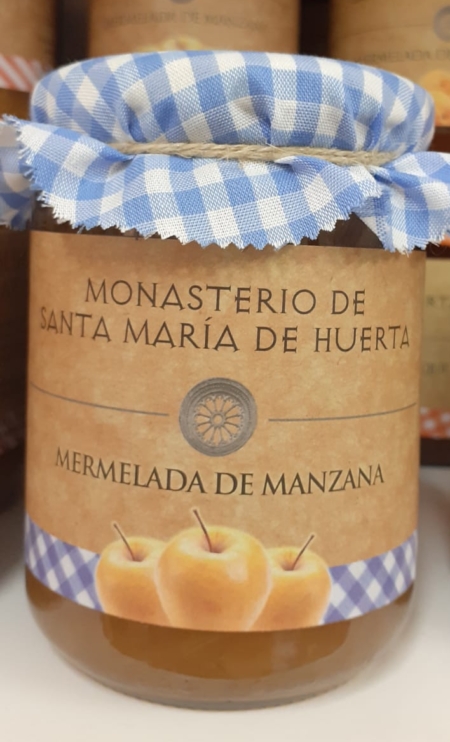 MONASTERIO DE
SANTA MARÍA DE HUERTA
MERMELADA DE MANZANA